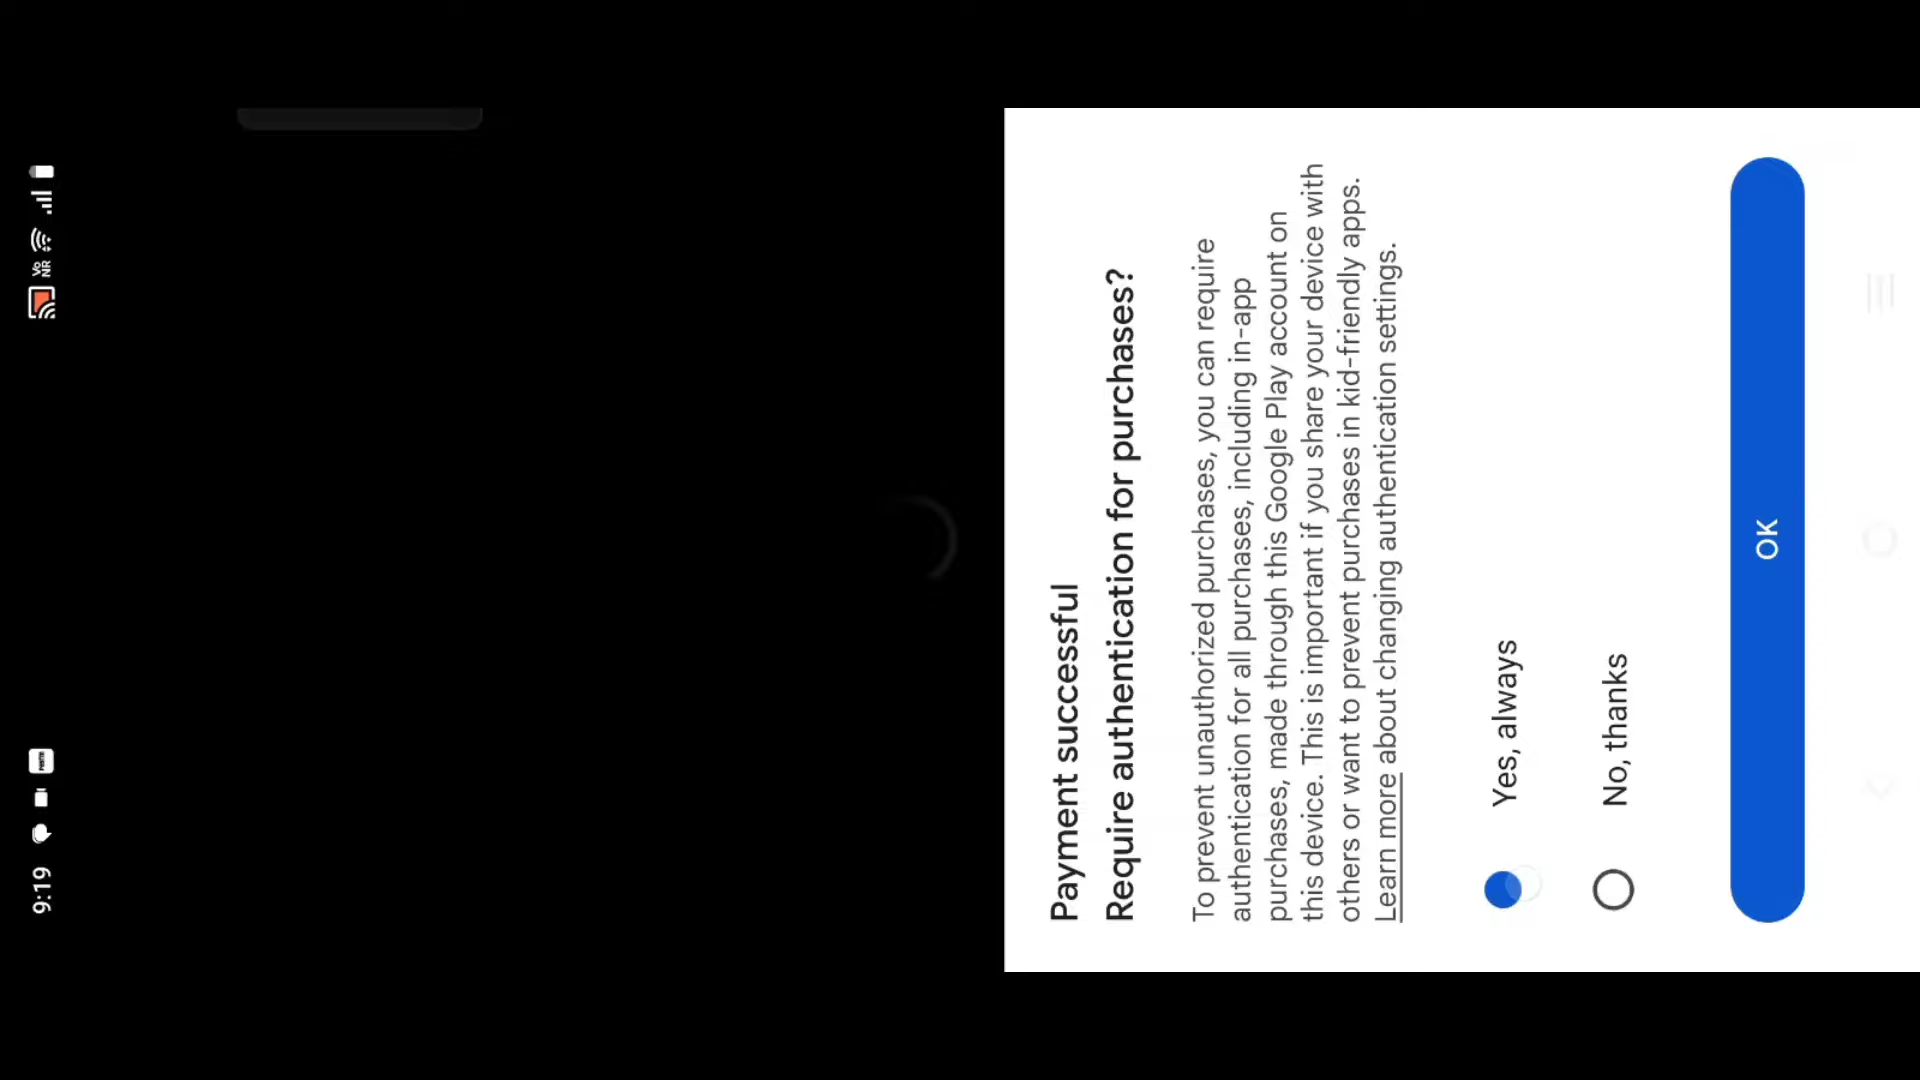 9:19
Vo
NR
Payment successful
Require authentication for purchases?
To prevent unauthorized purchases, you can require
authentication for all purchases, including in-app
purchases, made through this Google Play account on
this device. This is important if you share your device with
others or want to prevent purchases in kid-friendly apps.
Learn more about changing authentication settings.
Yes, always
No, thanks
OK